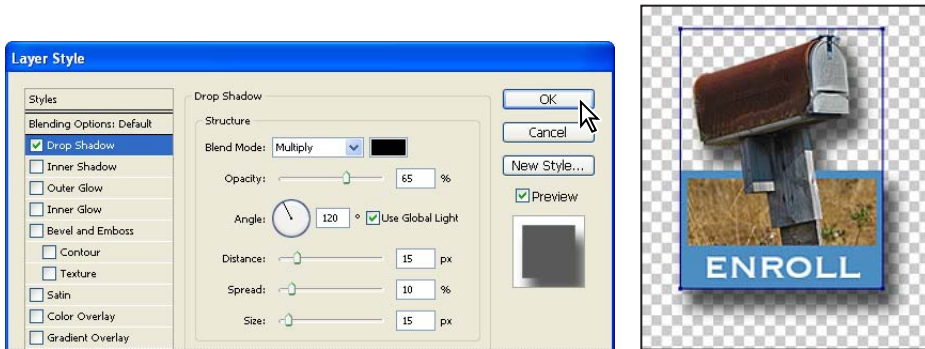 Layer Style
Styles
Blending Options: Default
Drop Shadow
Inner Shadow
Outer Glow
Inner Glow
Bevel and Emboss
Contour
Texture
Satin
Color Overlay
Gradient Overlay
Drop Shadow
Structure
Blend Mode: Multiply
Opacity: 65 %
Angle: 120 ° Use Global Light
Distance: 15 px
Spread: 10 %
Size: 15 px
OK
Cancel
New Style...
Preview
ENROLL